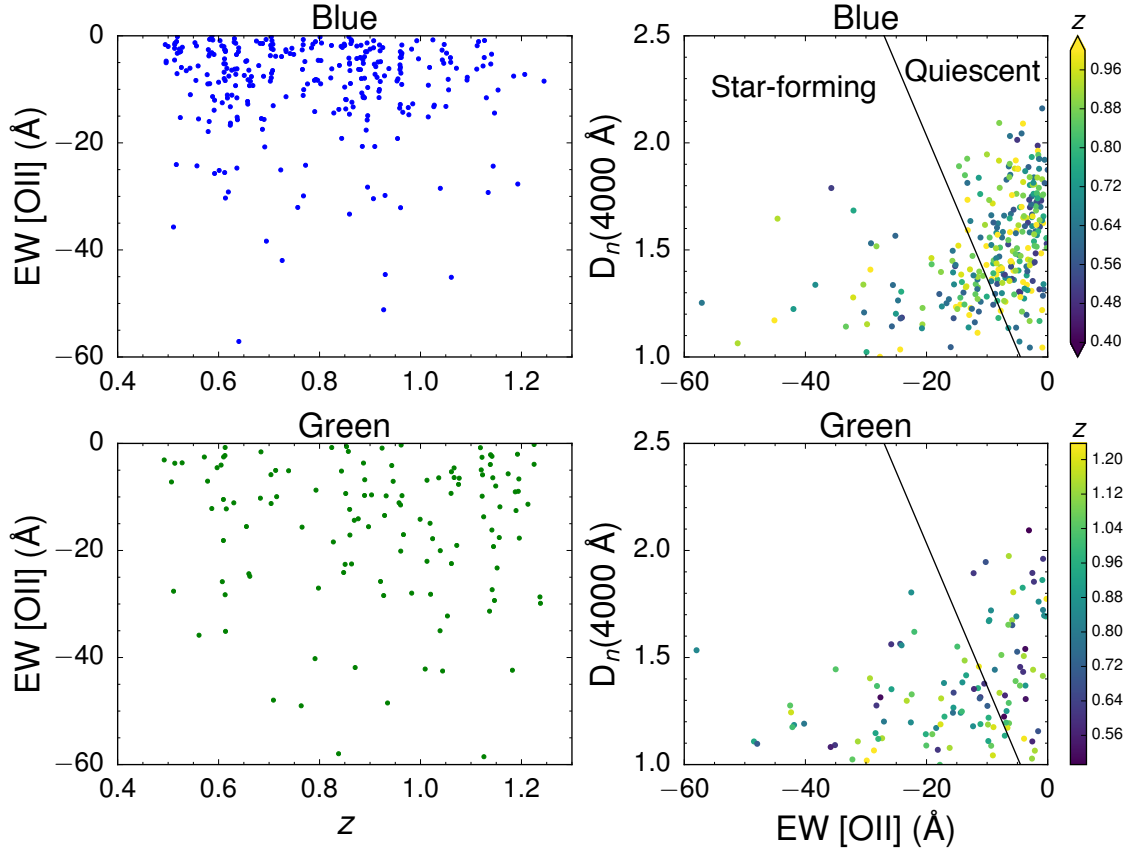 Blue
0
−20
−40
−60
EW [OII] (Å)
0.4 0.6 0.8 1.0 1.2
Blue
2.5
2.0
1.5
1.0
Dn(4000 Å)
Star-forming
Quiescent
−60 −40 −20 0
z
0.96
0.88
0.80
0.72
0.64
0.56
0.48
0.40
Green
0
−20
−40
−60
EW [OII] (Å)
0.4 0.6 0.8 1.0 1.2
z
Green
2.5
2.0
1.5
1.0
Dn(4000 Å)
−60 −40 −20 0
EW [OII] (Å)
z
1.20
1.12
1.04
0.96
0.88
0.80
0.72
0.64
0.56